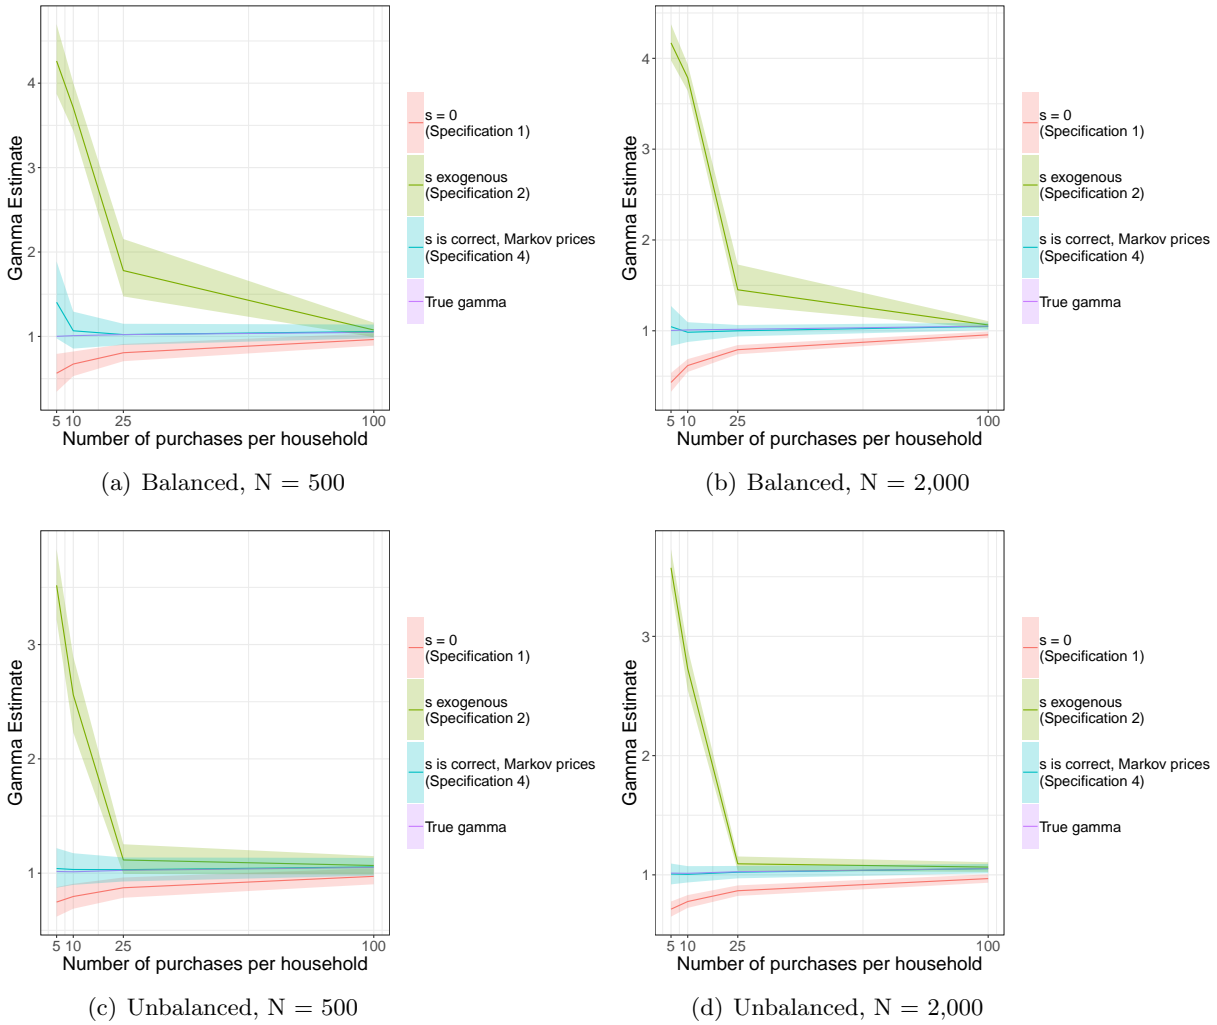 Gamma Estimate
4
3
2
1
5 10 25 100
Number of purchases per household
s = 0
(Specification 1)
s exogenous
(Specification 2)
s is correct, Markov prices
(Specification 4)
True gamma
(a) Balanced, N = 500
Gamma Estimate
4
3
2
1
5 10 25 100
Number of purchases per household
s = 0
(Specification 1)
s exogenous
(Specification 2)
s is correct, Markov prices
(Specification 4)
True gamma
(b) Balanced, N = 2,000
Gamma Estimate
3
2
1
5 10 25 100
Number of purchases per household
s = 0
(Specification 1)
s exogenous
(Specification 2)
s is correct, Markov prices
(Specification 4)
True gamma
(c) Unbalanced, N = 500
Gamma Estimate
3
2
1
5 10 25 100
Number of purchases per household
s = 0
(Specification 1)
s exogenous
(Specification 2)
s is correct, Markov prices
(Specification 4)
True gamma
(d) Unbalanced, N = 2,000